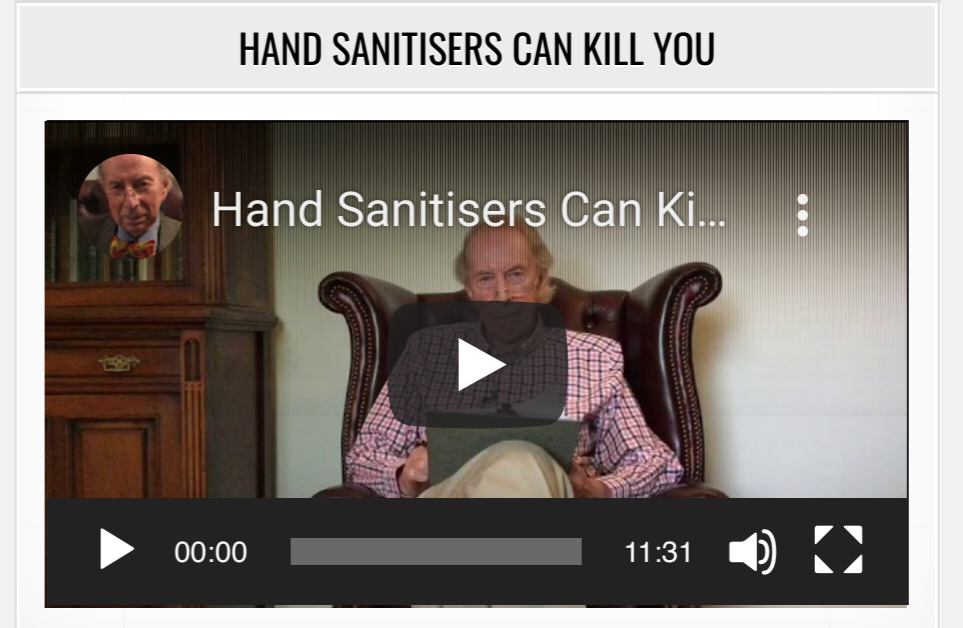 HAND SANITISERS CAN KILL YOU
Hand Sanitisers Can Ki...
00:00
11:31